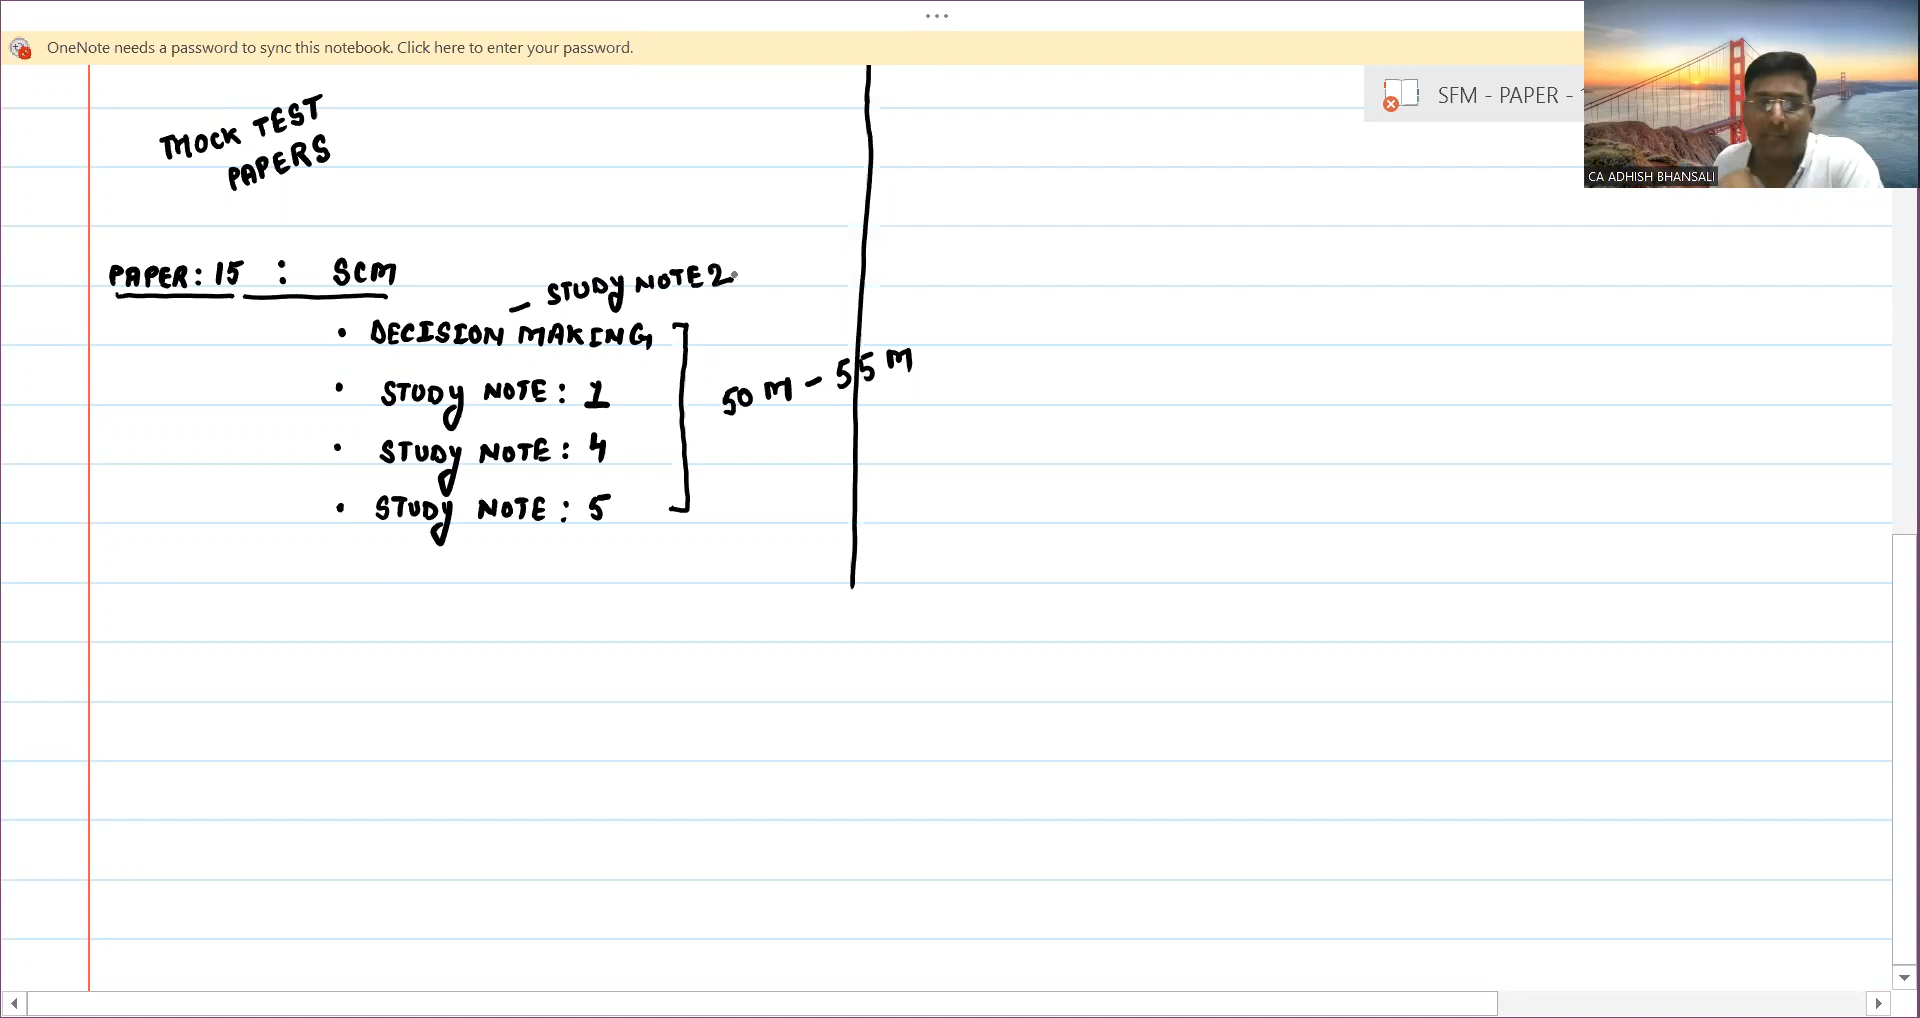 OneNote needs a password to sync this notebook. Click here to enter your password.
SFM - PAPER -
CA ADHISH BHANSALI
MOCK TEST
PAPERS
PAPER: 15 : SCM
- STUDY NOTE 2
• DECISION MAKING
50 M - 55 M
• STUDY NOTE: 1
• STUDY NOTE: 4
• STUDY NOTE: 5